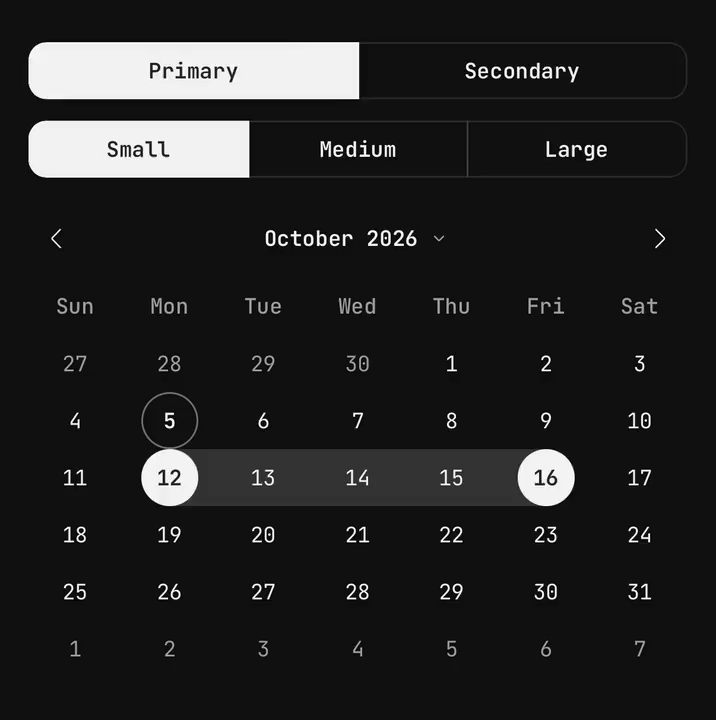 Primary Secondary
Small Medium Large
October 2026
Sun Mon Tue Wed Thu Fri Sat
27 28 29 30 1 2 3
4 5 6 7 8 9 10
11 12 13 14 15 16 17
18 19 20 21 22 23 24
25 26 27 28 29 30 31
1 2 3 4 5 6 7